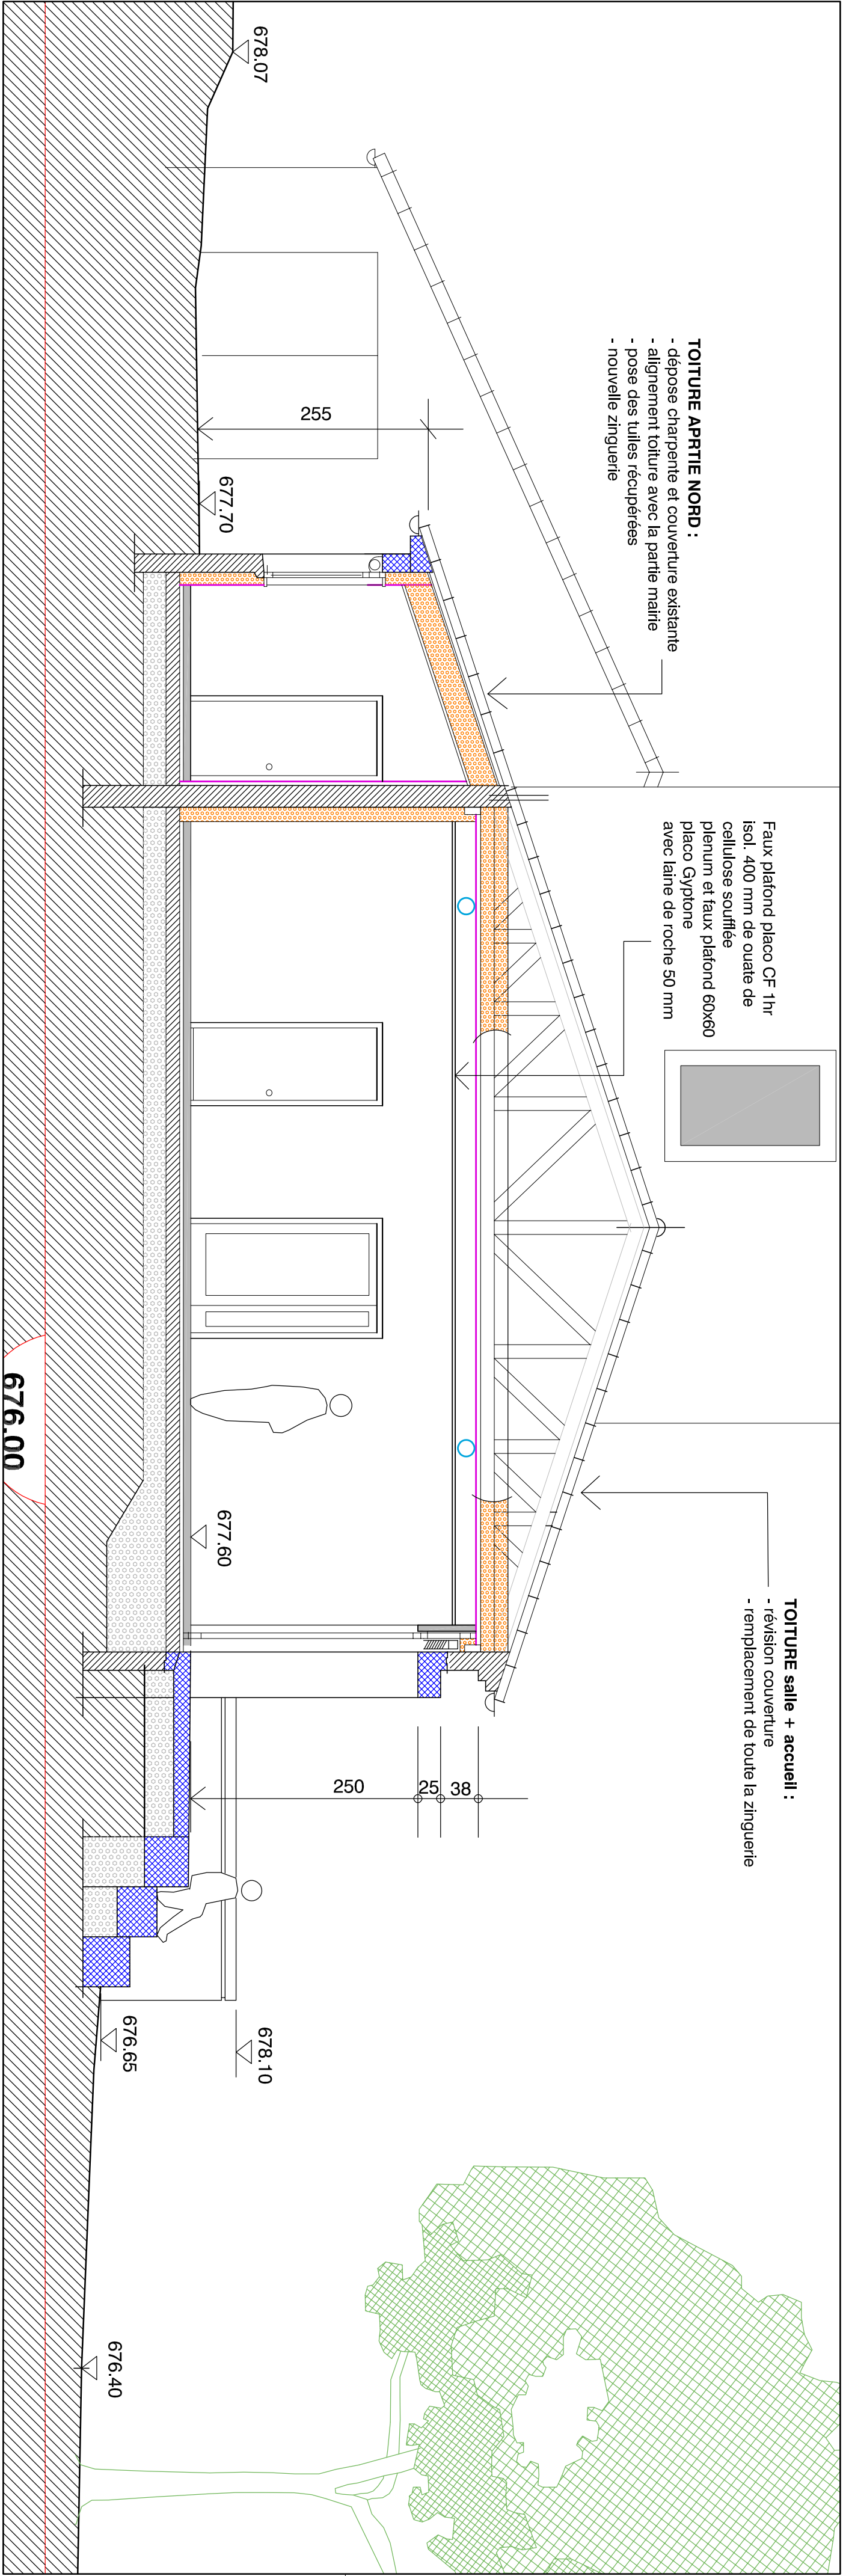 TOITURE APRTIE NORD :
- dépose charpente et couverture existante
- alignement toiture avec la partie mairie
- pose des tuiles récupérées
- nouvelle zinguerie
Faux plafond placo CF 1hr
isol. 400 mm de ouate de
cellulose soufflée
plenum et faux plafond 60x60
placo Gyptone
avec laine de roche 50 mm
TOITURE salle + accueil :
- révision couverture
- remplacement de toute la zinguerie
678.07
255
677.70
677.60
250
25
38
678.10
676.65
676.40
676.00